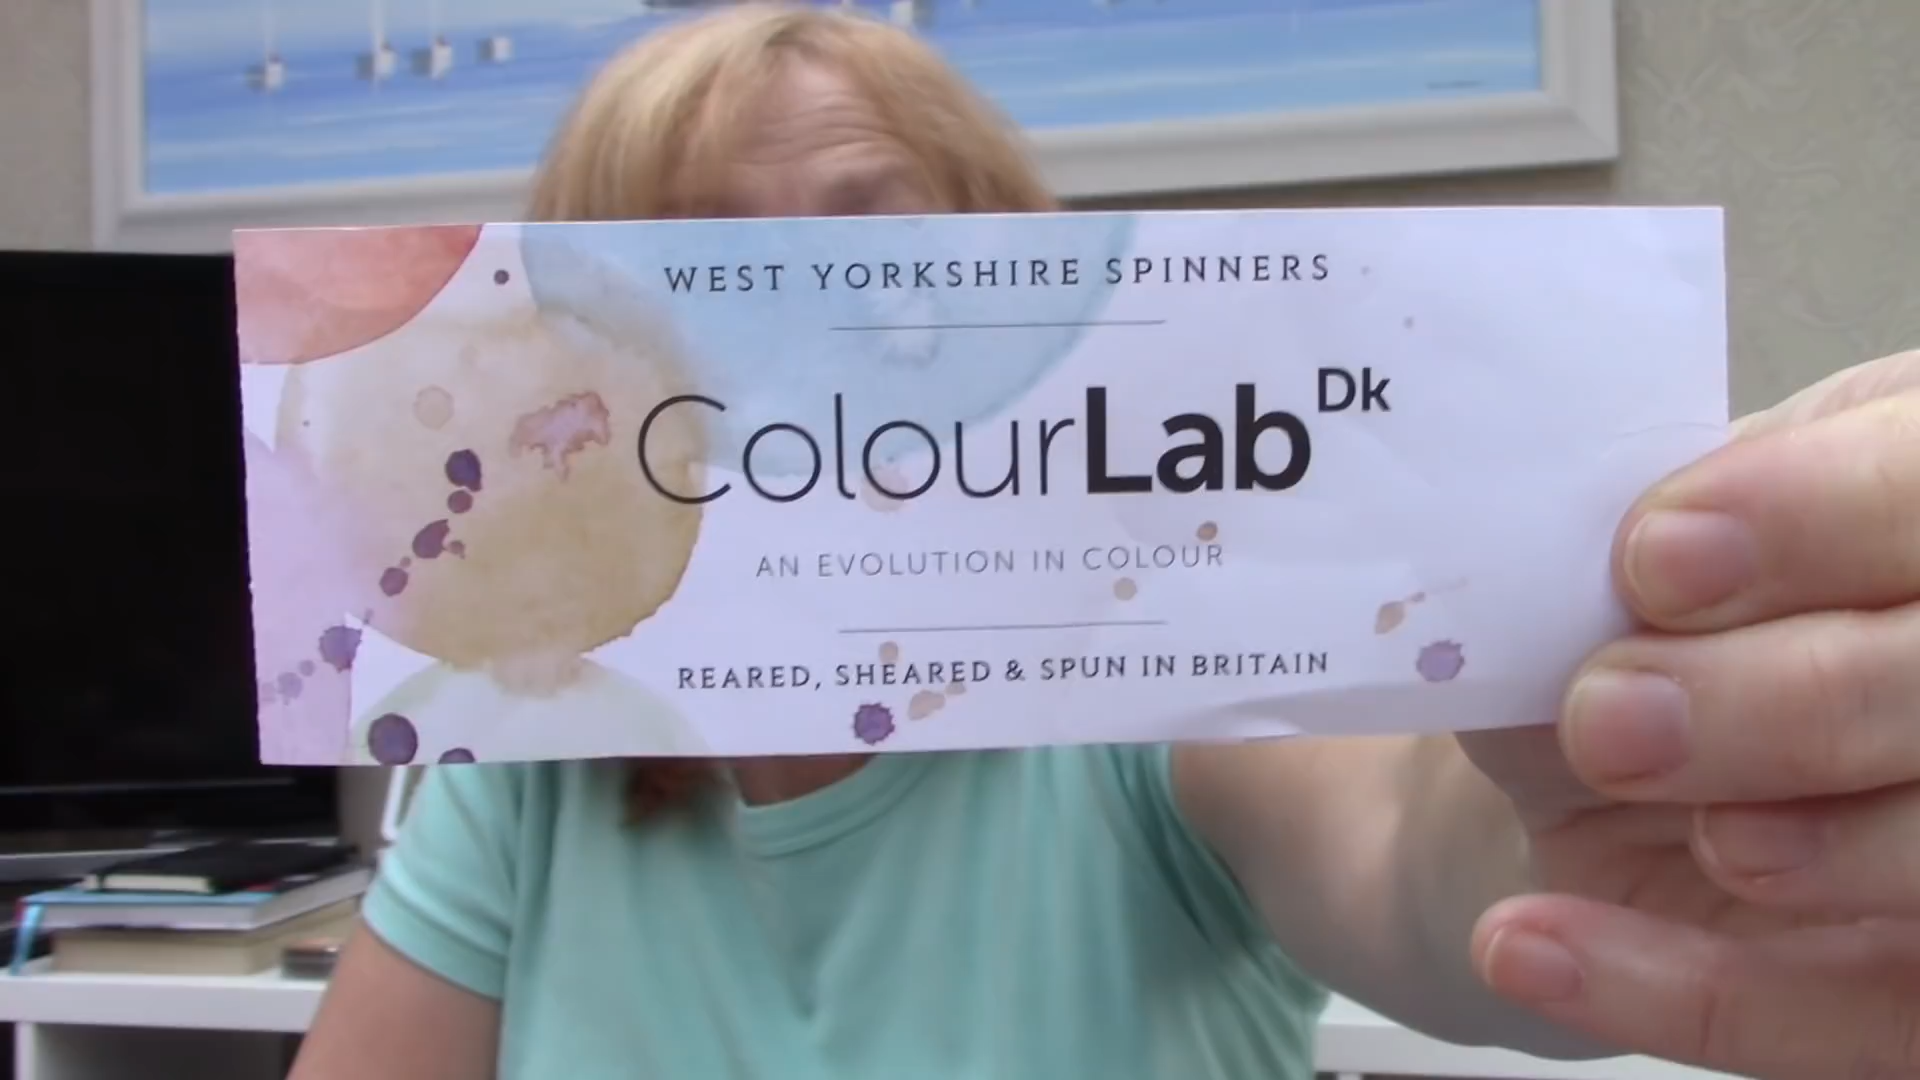 WEST YORKSHIRE SPINNERS
ColourLab Dk
AN EVOLUTION IN COLOUR
REARED, SHEARED & SPUN IN BRITAIN